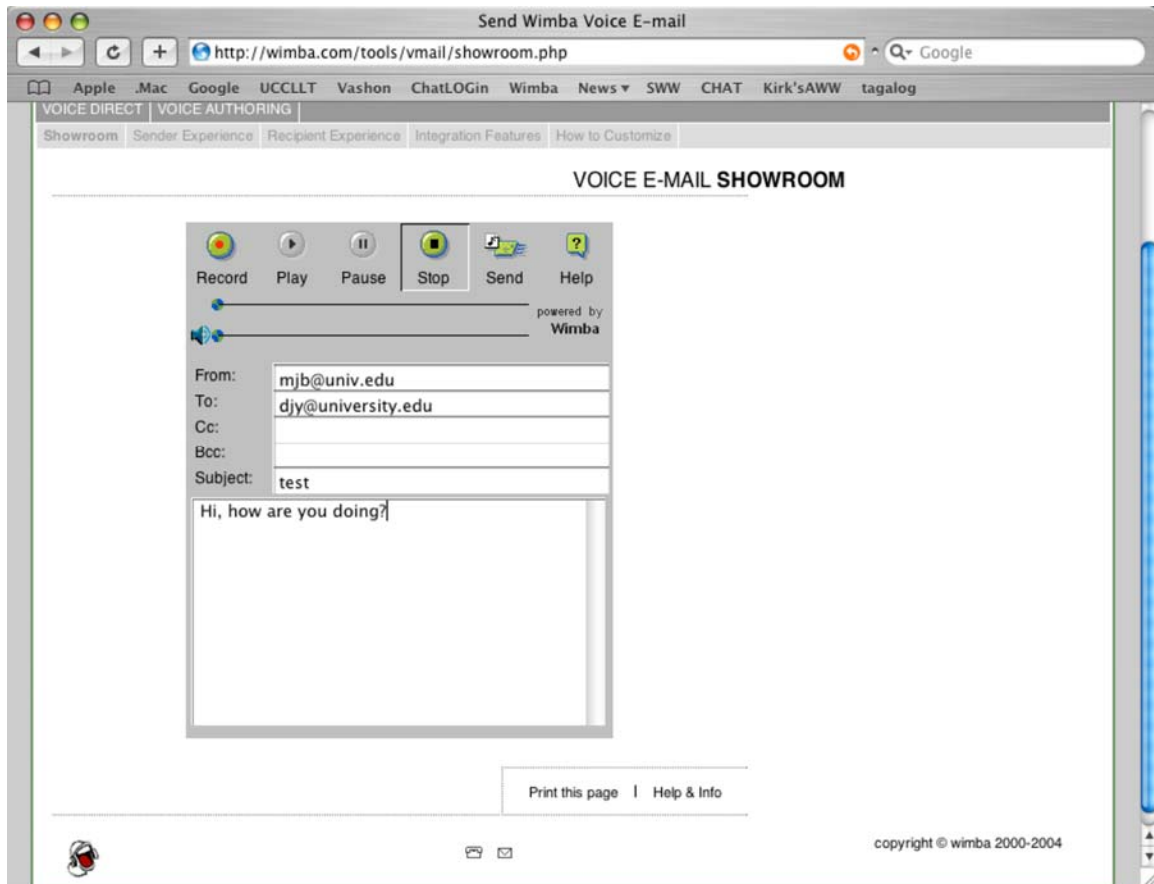 Send Wimba Voice E-mail
http://wimba.com/tools/vmail/showroom.php
Google
Apple .Mac Google UCCLLT Vashon ChatLOGin Wimba News SWW CHAT Kirk'sAWW tagalog
VOICE DIRECT VOICE AUTHORING
Showroom Sender Experience Recipient Experience Integration Features How to Customize
VOICE E-MAIL SHOWROOM
Record Play Pause Stop Send Help
powered by
Wimba
From: mjb@univ.edu
To: djy@university.edu
Cc:
Bcc:
Subject: test
Hi, how are you doing?
Print this page | Help & Info
copyright © wimba 2000-2004